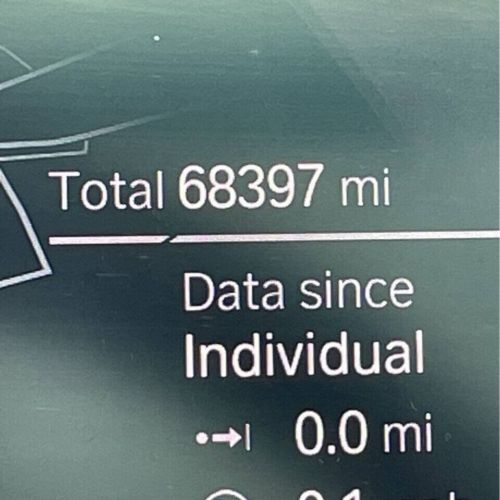 Total 68397 mi
Data since
Individual
0.0 mi